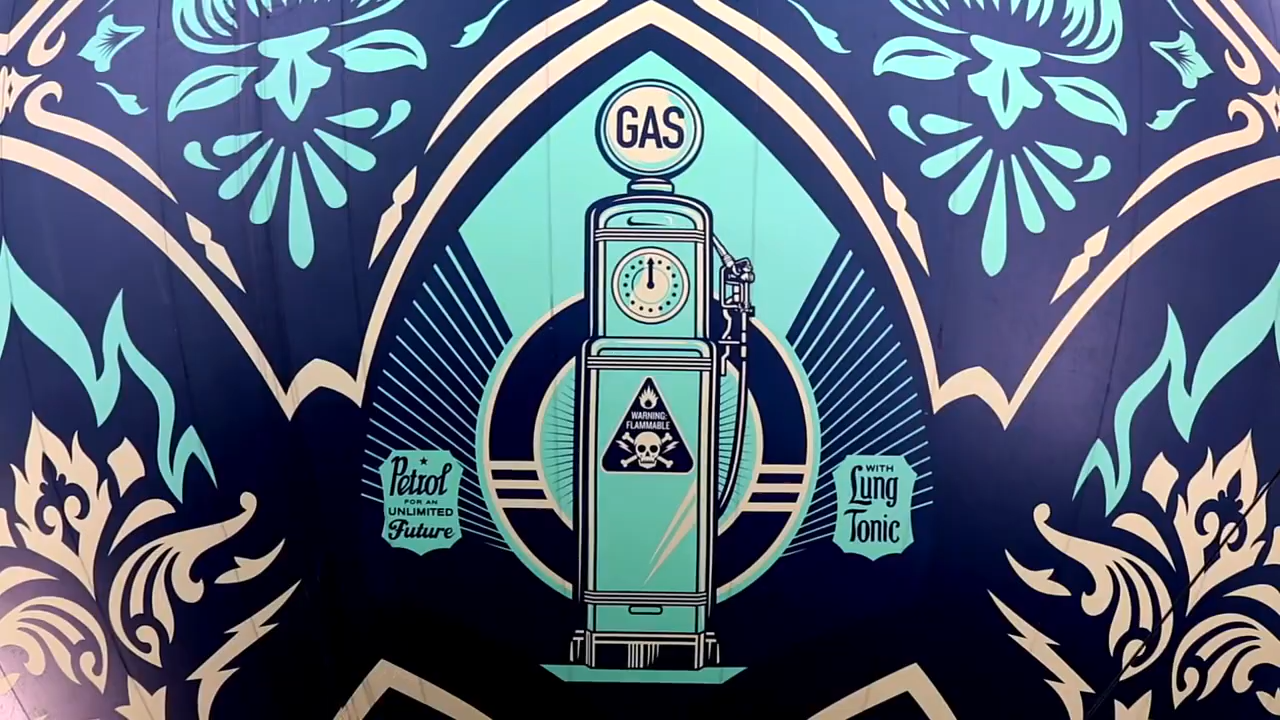 GAS
WARNING:
FLAMMABLE
Petrol
FOR AN
UNLIMITED
Future
WITH
Lung
Tonic